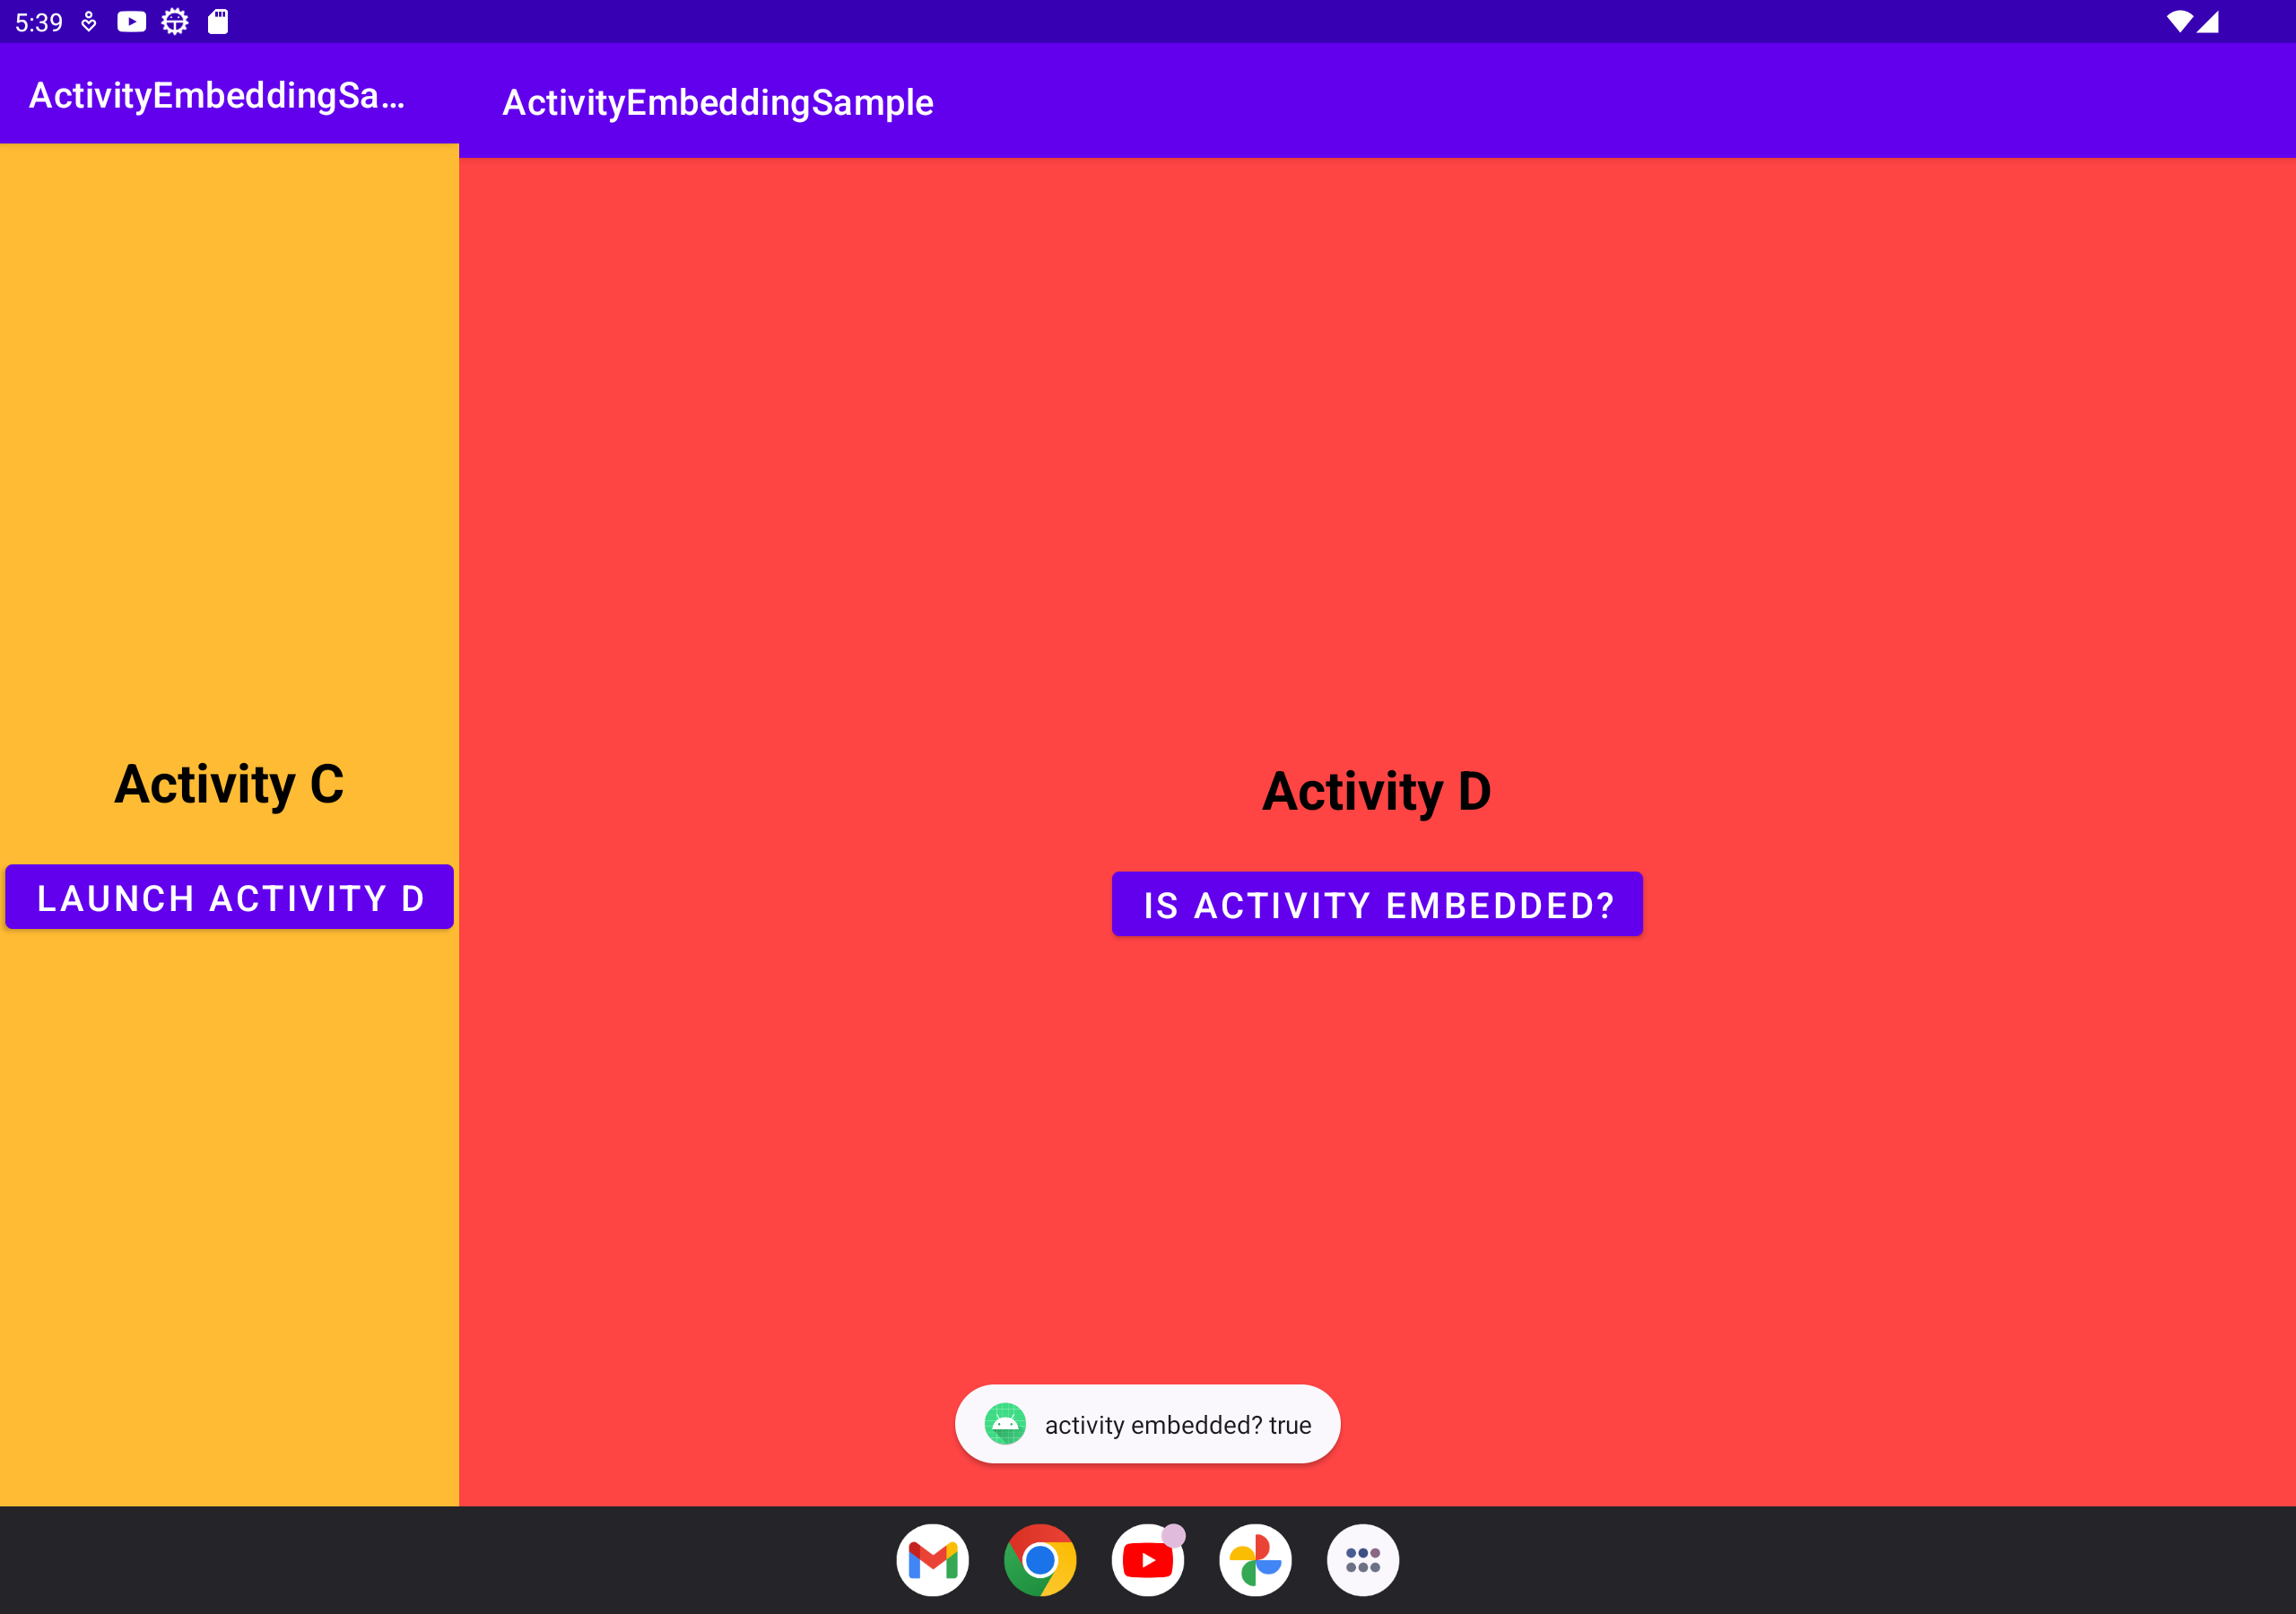 5:39
ActivityEmbeddingSa...
ActivityEmbeddingSample
Activity C
LAUNCH ACTIVITY D
Activity D
IS ACTIVITY EMBEDDED?
activity embedded? true